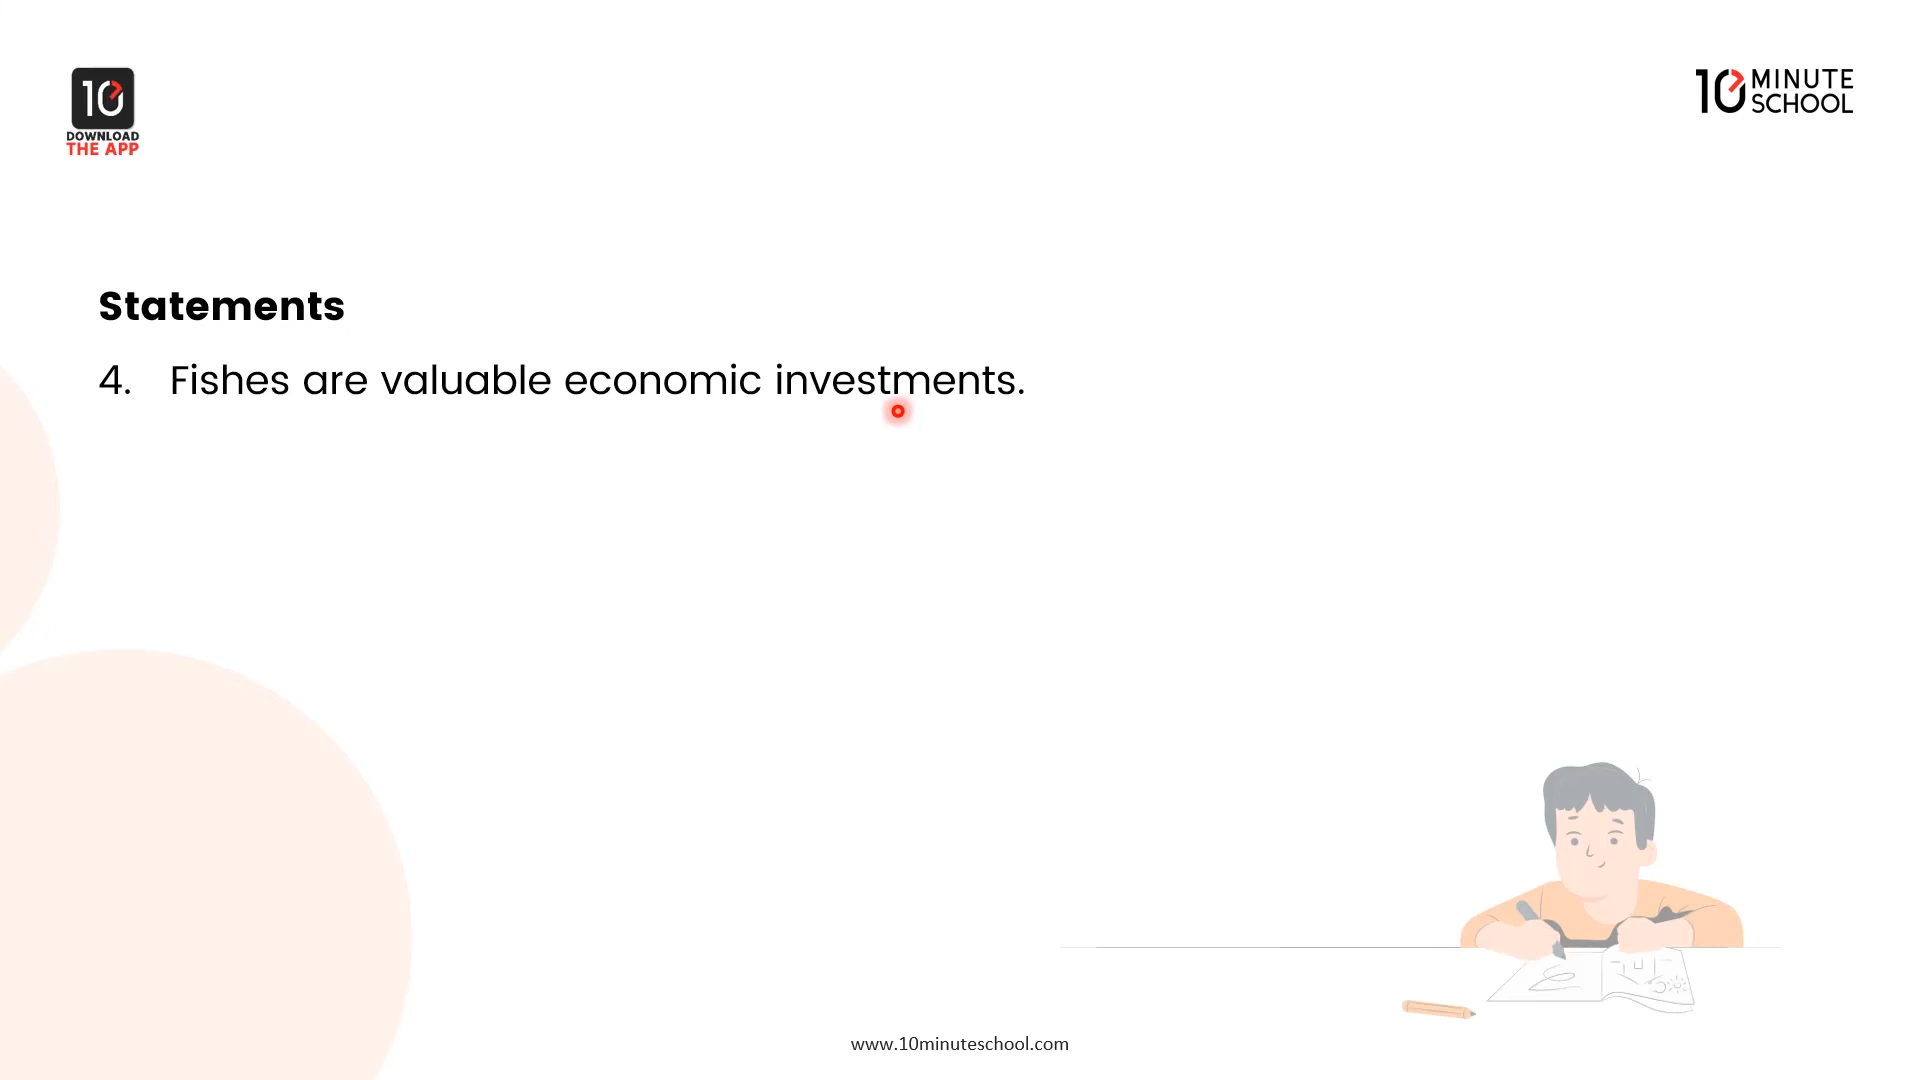 10
DOWNLOAD
THE APP
10 MINUTE
SCHOOL
Statements
4. Fishes are valuable economic investments.
www.10minuteschool.com